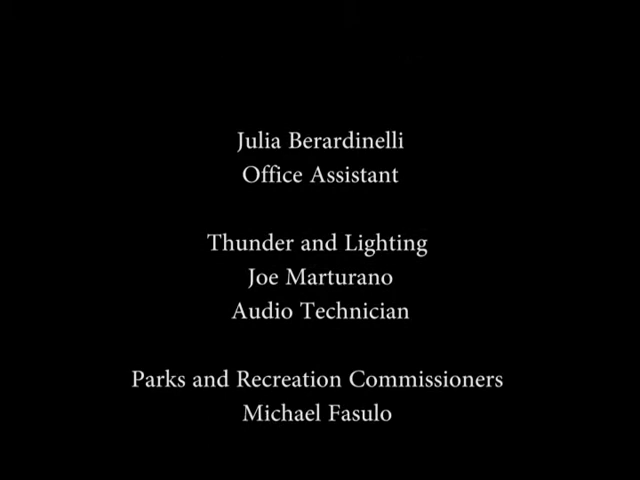 Julia Berardinelli
Office Assistant
Thunder and Lighting
Joe Marturano
Audio Technician
Parks and Recreation Commissioners
Michael Fasulo